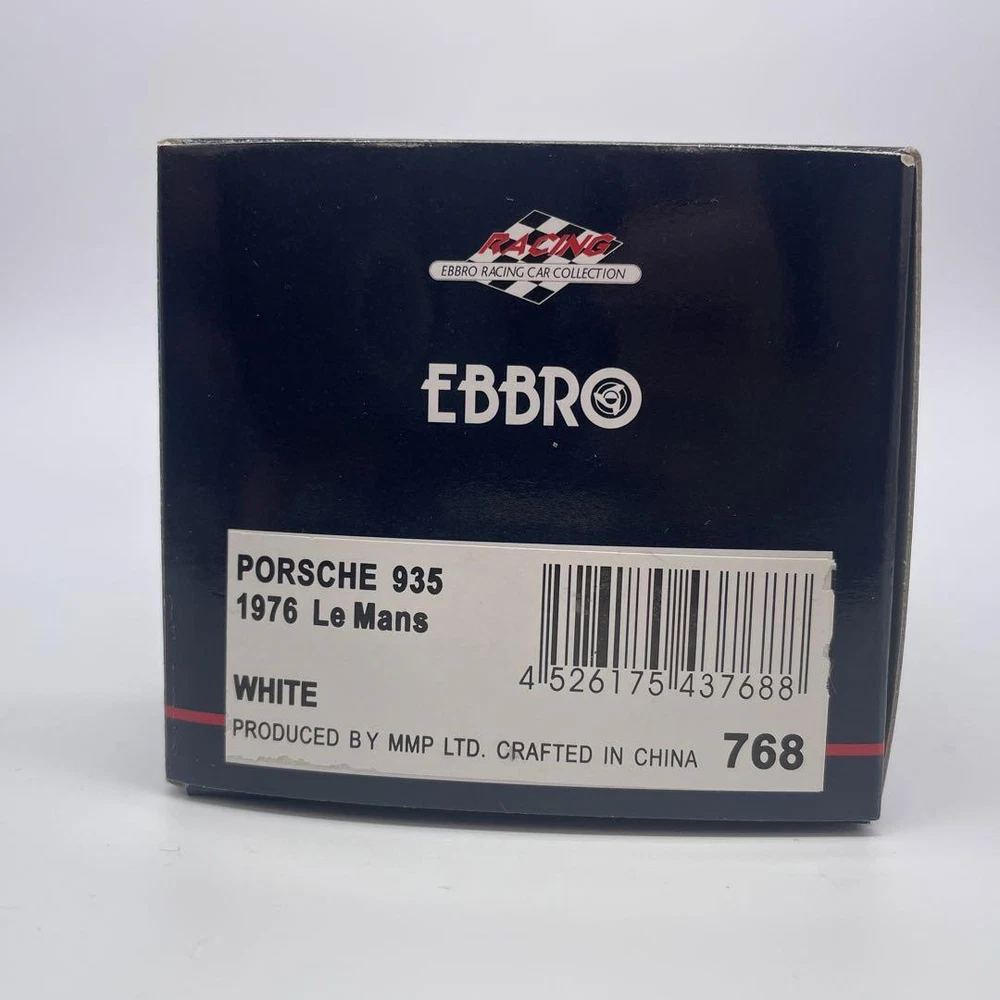 RACING
EBBRO RACING CAR COLLECTION
EBBRO
PORSCHE 935
1976 Le Mans
WHITE
4 526175 437688
PRODUCED BY MMP LTD. CRAFTED IN CHINA 768